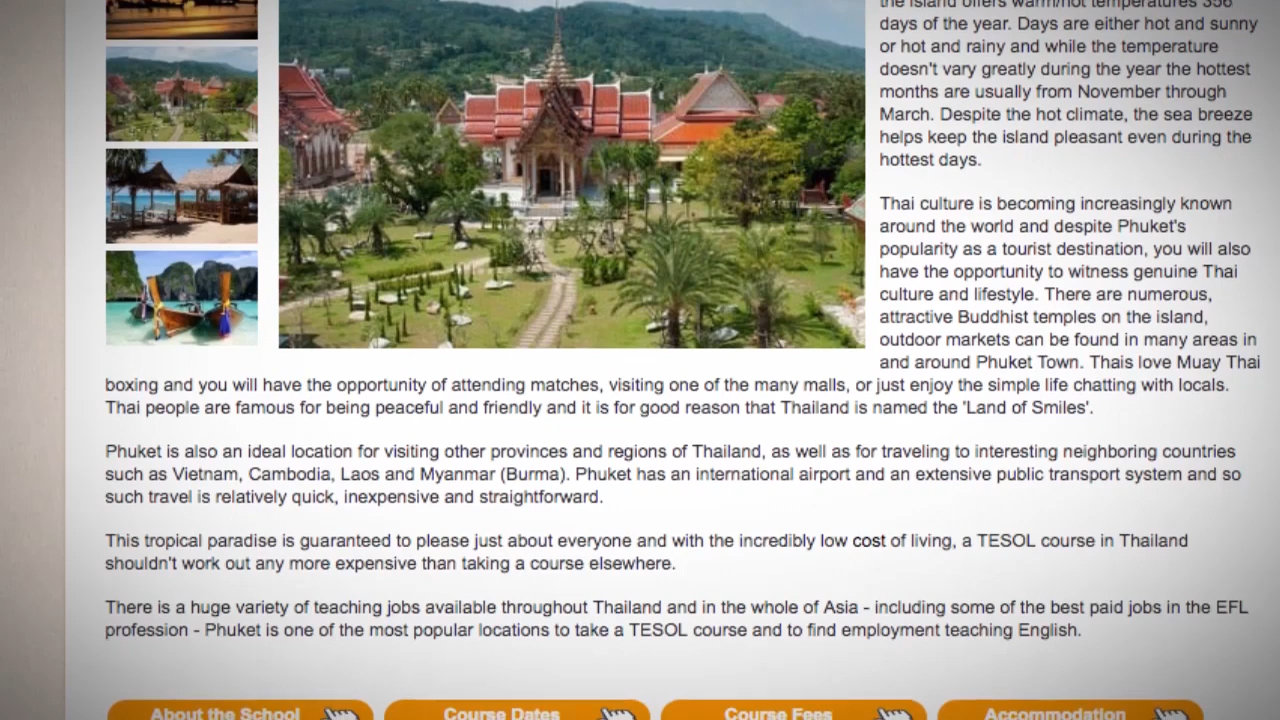 the island offers warm/hot temperatures 356
days of the year. Days are either hot and sunny
or hot and rainy and while the temperature
doesn't vary greatly during the year the hottest
months are usually from November through
March. Despite the hot climate, the sea breeze
helps keep the island pleasant even during the
hottest days.
Thai culture is becoming increasingly known
around the world and despite Phuket's
popularity as a tourist destination, you will also
have the opportunity to witness genuine Thai
culture and lifestyle. There are numerous,
attractive Buddhist temples on the island,
outdoor markets can be found in many areas in
and around Phuket Town. Thais love Muay Thai
boxing and you will have the opportunity of attending matches, visiting one of the many malls, or just enjoy the simple life chatting with locals.
Thai people are famous for being peaceful and friendly and it is for good reason that Thailand is named the 'Land of Smiles'.
Phuket is also an ideal location for visiting other provinces and regions of Thailand, as well as for traveling to interesting neighboring countries
such as Vietnam, Cambodia, Laos and Myanmar (Burma). Phuket has an international airport and an extensive public transport system and so
such travel is relatively quick, inexpensive and straightforward.
This tropical paradise is guaranteed to please just about everyone and with the incredibly low cost of living, a TESOL course in Thailand
shouldn't work out any more expensive than taking a course elsewhere.
There is a huge variety of teaching jobs available throughout Thailand and in the whole of Asia - including some of the best paid jobs in the EFL
profession - Phuket is one of the most popular locations to take a TESOL course and to find employment teaching English.
About the School Course Dates Course Fees Accommodation